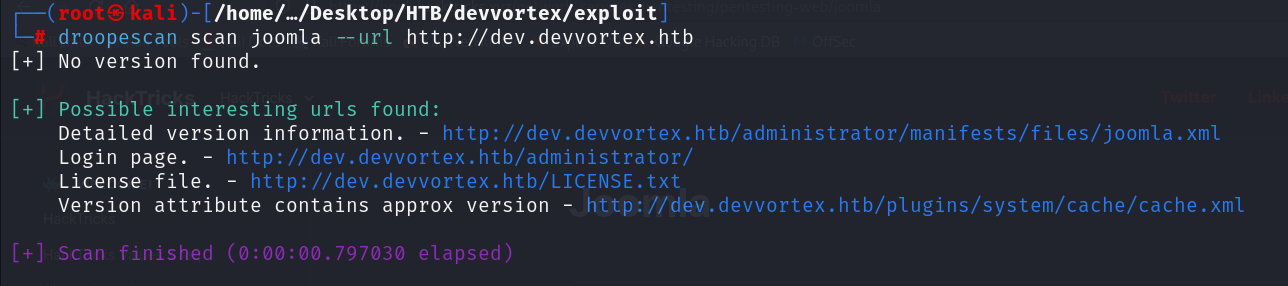 ┌──(root㉿kali)-[/home/…/Desktop/HTB/devvortex/exploit]
└─# droopescan scan joomla --url http://dev.devvortex.htb
[+] No version found.
[+] Possible interesting urls found:
Detailed version information. - http://dev.devvortex.htb/administrator/manifests/files/joomla.xml
Login page. - http://dev.devvortex.htb/administrator/
License file. - http://dev.devvortex.htb/LICENSE.txt
Version attribute contains approx version - http://dev.devvortex.htb/plugins/system/cache/cache.xml
[+] Scan finished (0:00:00.797030 elapsed)